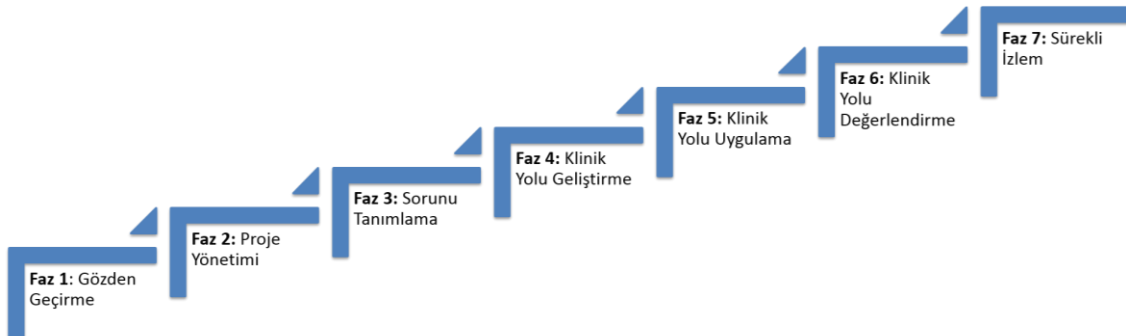 Faz 1: Gözden
Geçirme
Faz 2: Proje
Yönetimi
Faz 3: Sorunu
Tanımlama
Faz 4: Klinik
Yolu Geliştirme
Faz 5: Klinik
Yolu Uygulama
Faz 6: Klinik
Yolu
Değerlendirme
Faz 7: Sürekli
İzlem